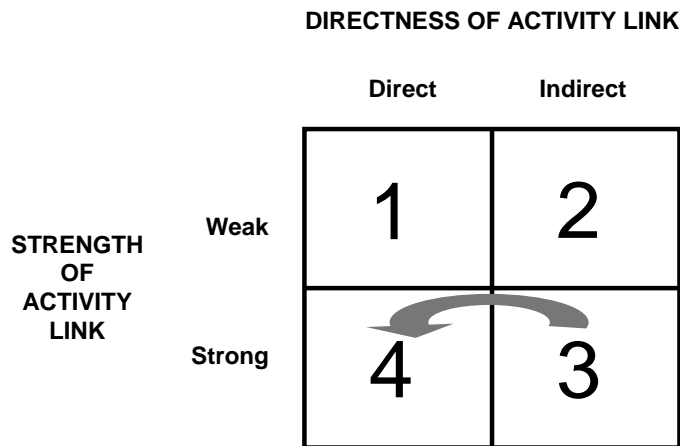 DIRECTNESS OF ACTIVITY LINK
Direct Indirect
1 2
Weak
STRENGTH
OF
ACTIVITY
LINK
Strong
4 3